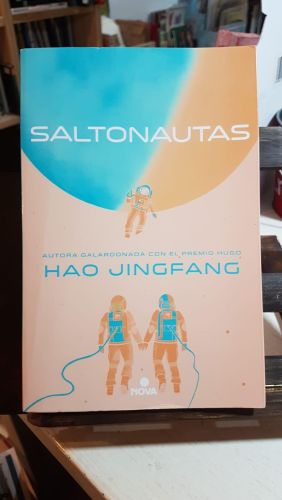 SALTONAUTAS
AUTORA GALARDONADA CON EL PREMIO HUGO
HAO JINGFANG
NOVA